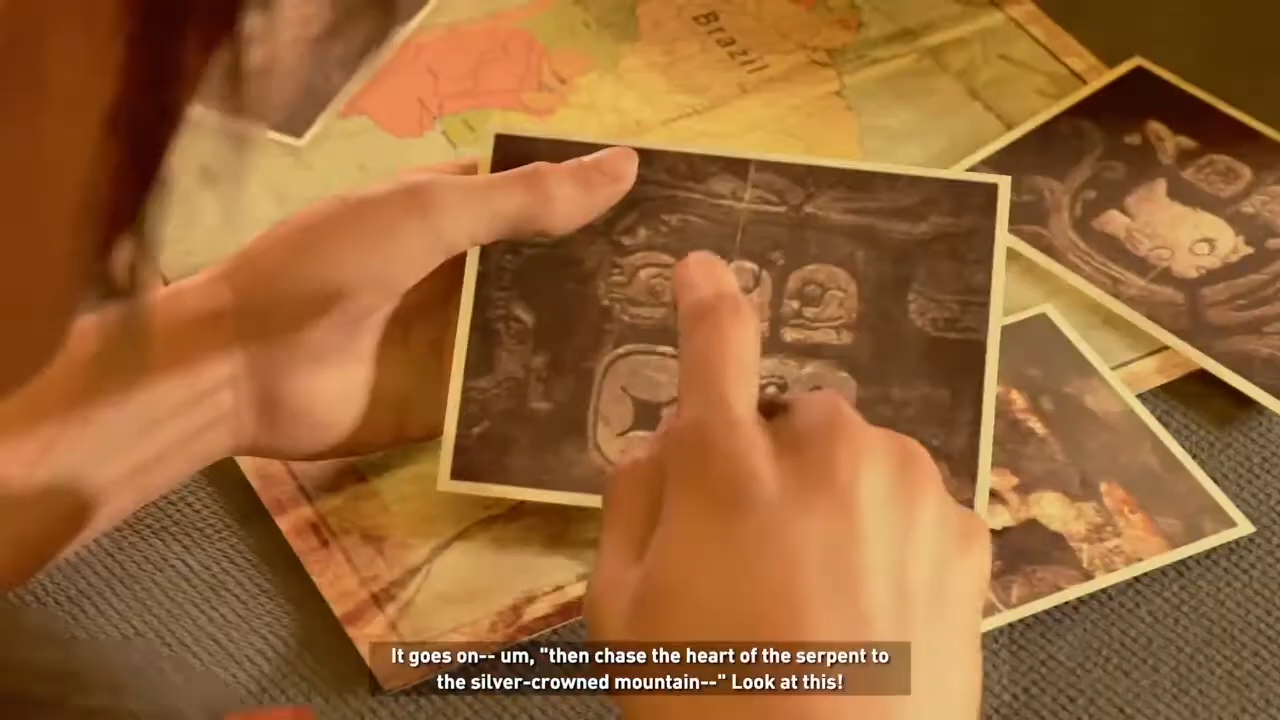 Brazil
It goes on-- um, "then chase the heart of the serpent to
the silver-crowned mountain--" Look at this!